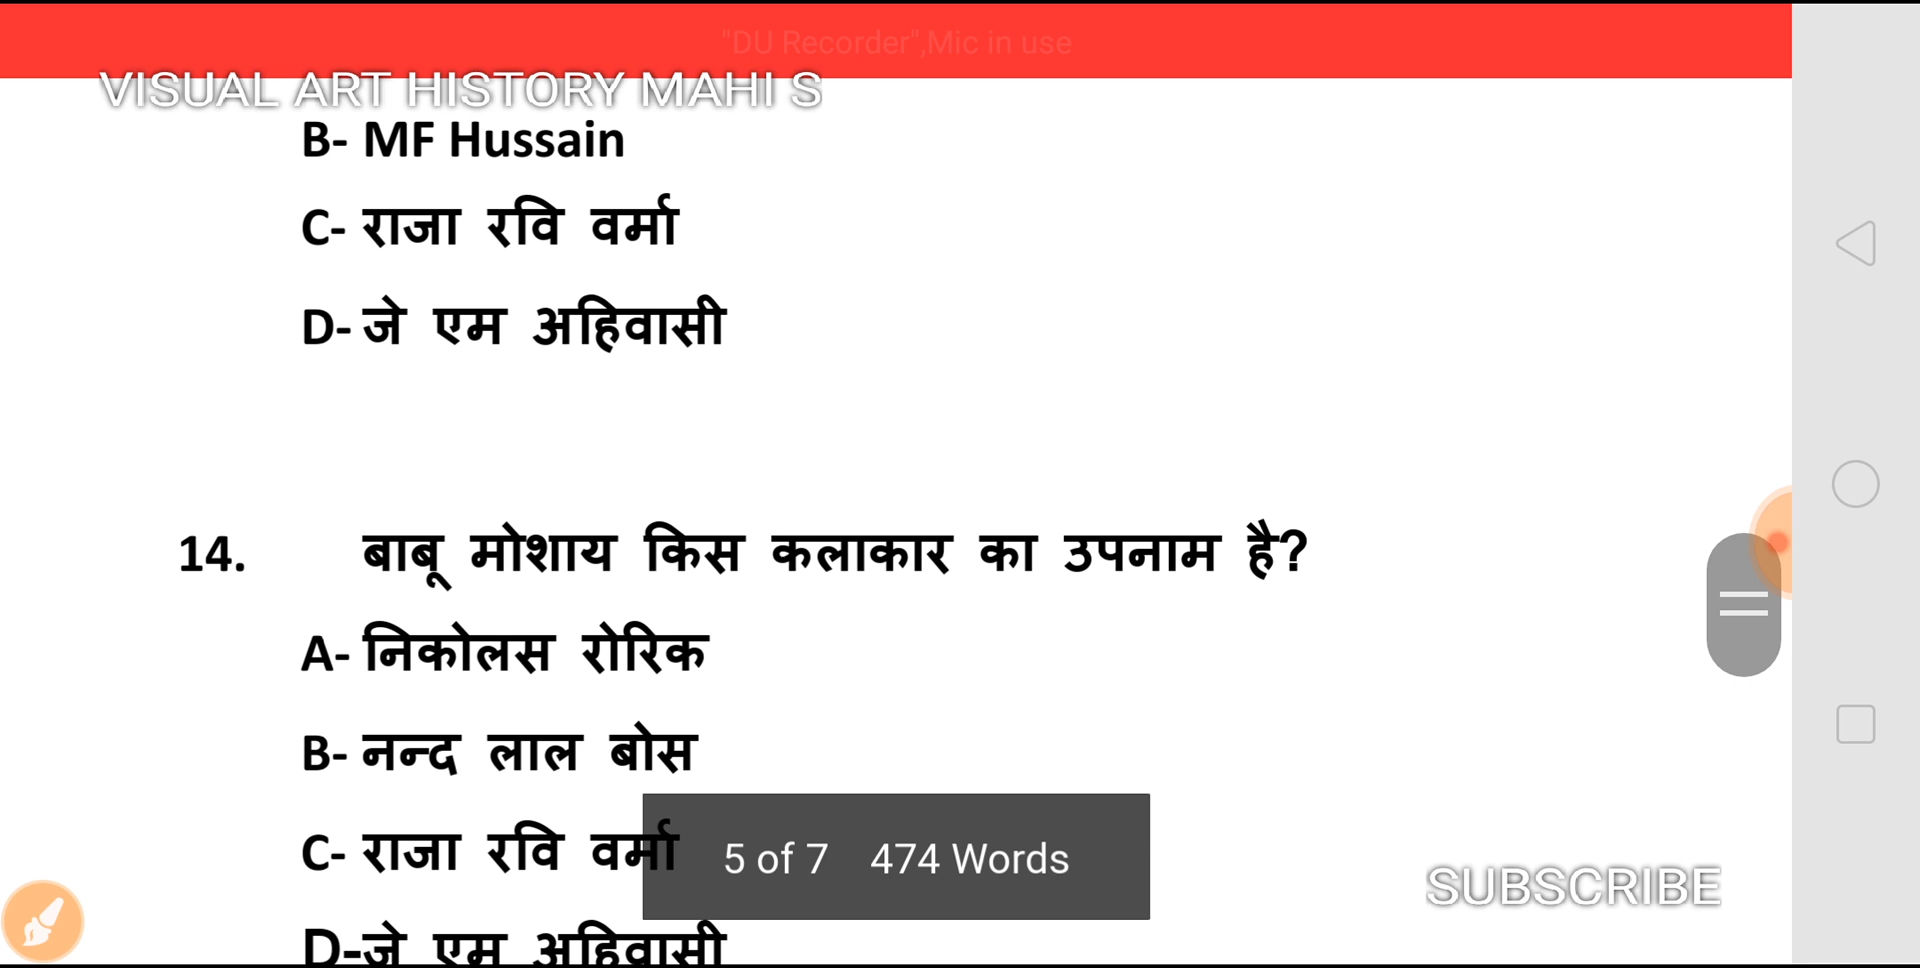 "DU Recorder",Mic in use
VISUAL ART HISTORY MAHI S
B- MF Hussain
C- राजा रवि वर्मा
D- जे एम अहिवासी
14. बाबू मोशाय किस कलाकार का उपनाम है?
A- निकोलस रोरिक
B- नन्द लाल बोस
C- राजा रवि वर्मा
5 of 7 474 Words
SUBSCRIBE
D-जे एम अहिवासी